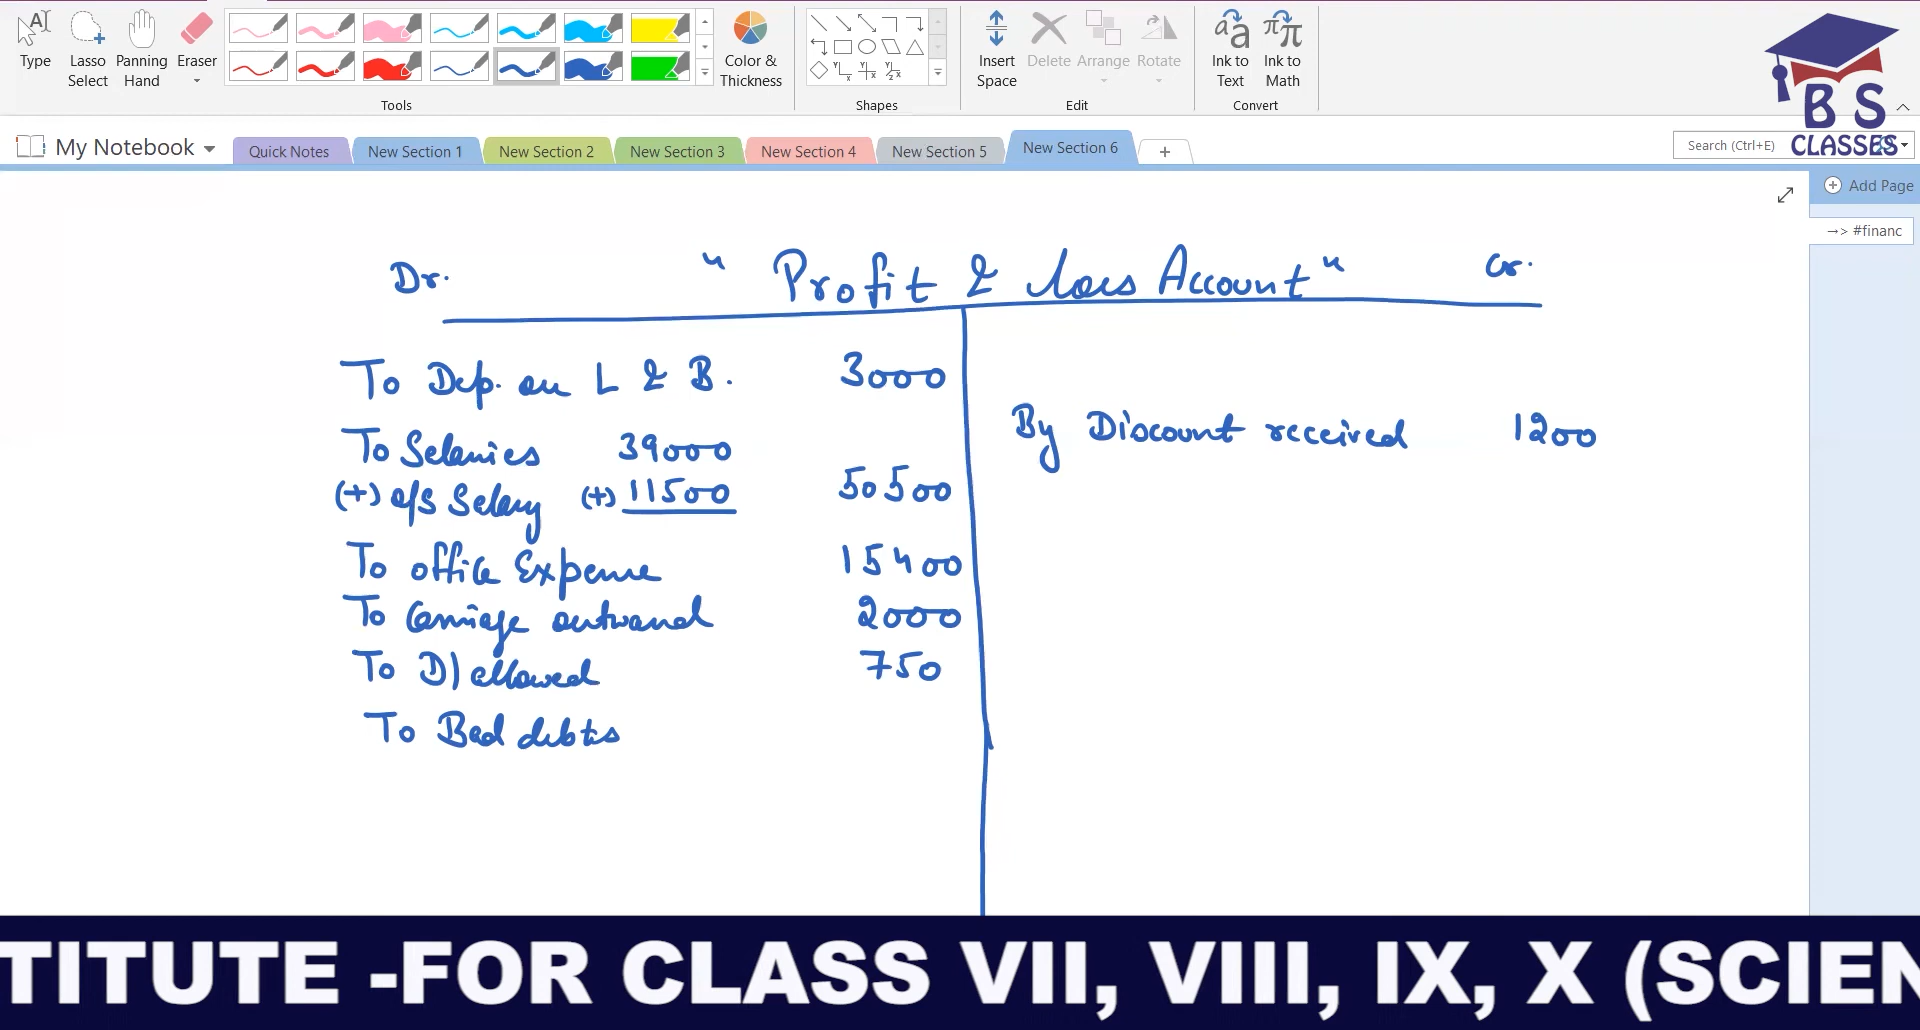 Type
Lasso Select
Panning Hand
Eraser
Color & Thickness
Insert Space
Delete
Arrange
Rotate
Ink to Text
Ink to Math
Tools
Shapes
Edit
Convert
BS CLASSES
My Notebook
Quick Notes
New Section 1
New Section 2
New Section 3
New Section 4
New Section 5
New Section 6
Search (Ctrl+E)
Add Page
-> #financ
Dr. " Profit & Loss Account " Cr.
To Dep. on L & B. 3000
By Discount received 1200
To Salaries 39000
(+) o/s Salary (+) 11500 50500
To office Expense 15400
To Carriage outward 2000
To D/allowed 750
To Bad debts
TITUTE -FOR CLASS VII, VIII, IX, X (SCIEN